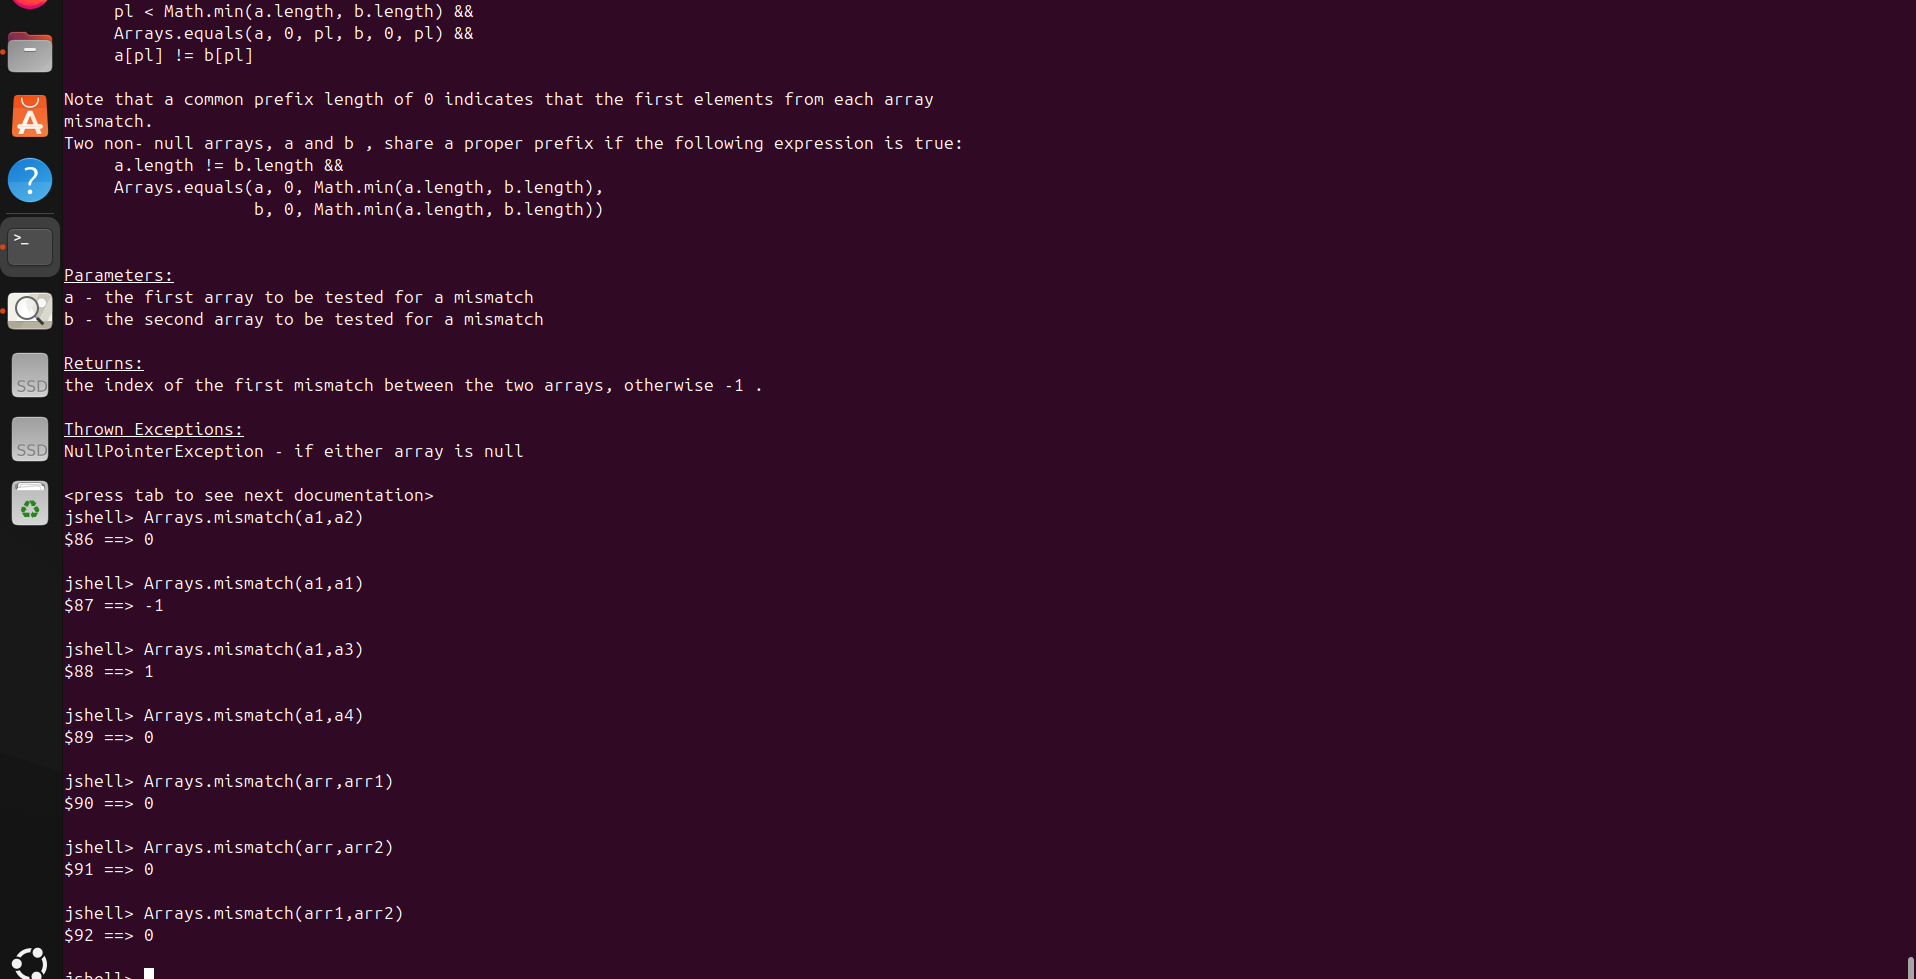 pl < Math.min(a.length, b.length) &&
Arrays.equals(a, 0, pl, b, 0, pl) &&
a[pl] != b[pl]
Note that a common prefix length of 0 indicates that the first elements from each array
mismatch.
Two non- null arrays, a and b , share a proper prefix if the following expression is true:
a.length != b.length &&
Arrays.equals(a, 0, Math.min(a.length, b.length),
b, 0, Math.min(a.length, b.length))
Parameters:
a - the first array to be tested for a mismatch
b - the second array to be tested for a mismatch
Returns:
the index of the first mismatch between the two arrays, otherwise -1 .
Thrown Exceptions:
NullPointerException - if either array is null
<press tab to see next documentation>
jshell> Arrays.mismatch(a1,a2)
$86 ==> 0
jshell> Arrays.mismatch(a1,a1)
$87 ==> -1
jshell> Arrays.mismatch(a1,a3)
$88 ==> 1
jshell> Arrays.mismatch(a1,a4)
$89 ==> 0
jshell> Arrays.mismatch(arr,arr1)
$90 ==> 0
jshell> Arrays.mismatch(arr,arr2)
$91 ==> 0
jshell> Arrays.mismatch(arr1,arr2)
$92 ==> 0
jshell>
?
>_
SSD
SSD